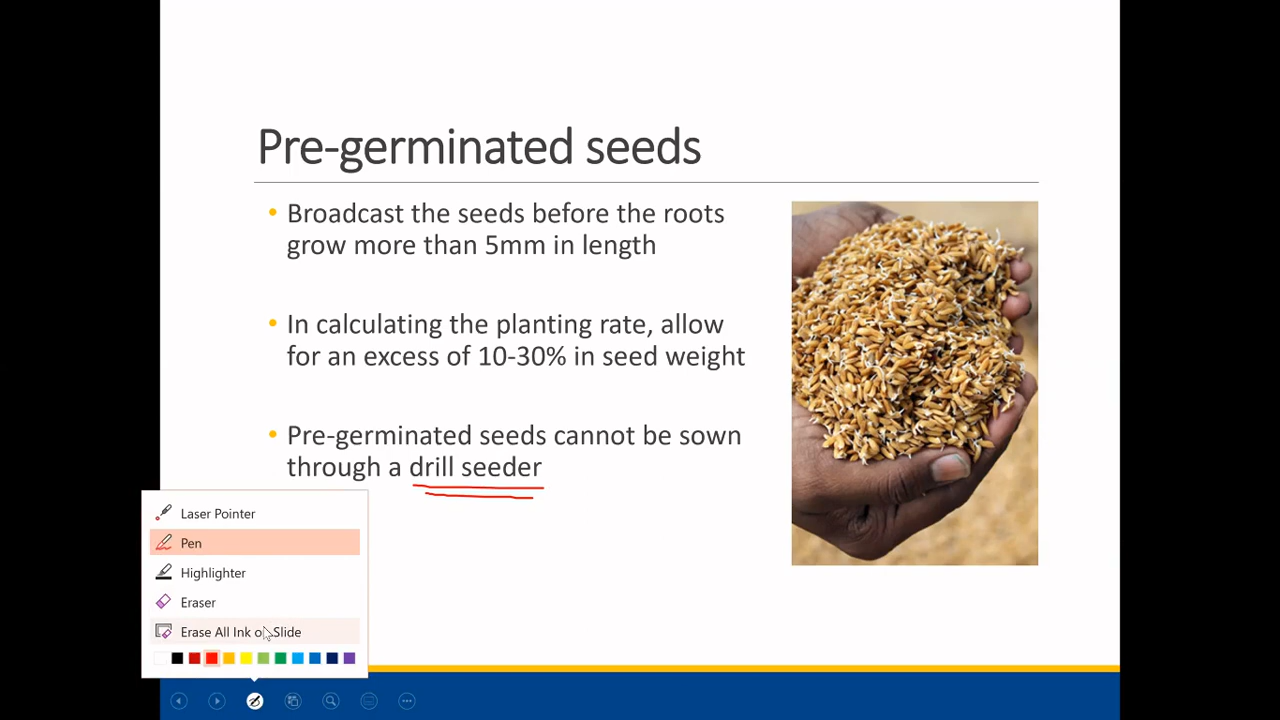 Pre-germinated seeds
• Broadcast the seeds before the roots
grow more than 5mm in length
• In calculating the planting rate, allow
for an excess of 10-30% in seed weight
• Pre-germinated seeds cannot be sown
through a drill seeder
Laser Pointer
Pen
Highlighter
Eraser
Erase All Ink on Slide